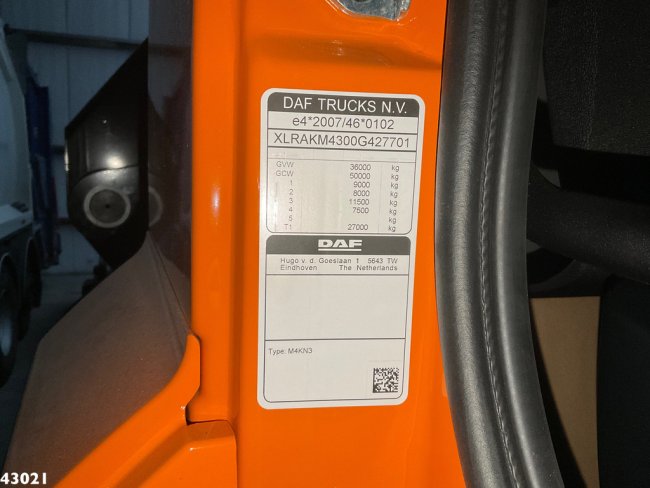 DAF TRUCKS N.V.
e4*2007/46*0102
XLRAKM4300G427701
GVW 36000 kg
GCW 50000 kg
1 9000 kg
2 8000 kg
3 11500 kg
4 7500 kg
5 kg
T1 27000 kg
DAF
Hugo v. d. Goeslaan 1 5643 TW
Eindhoven The Netherlands
Type: M4KN3
43021